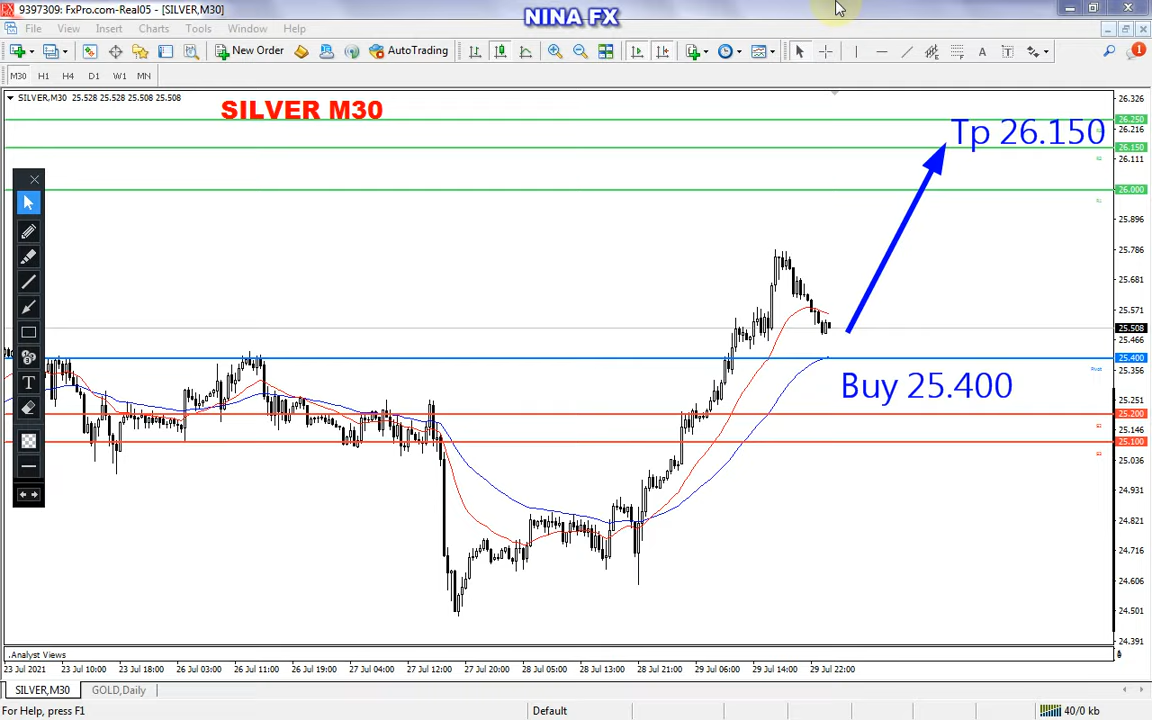 9397309: FxPro.com-Real05 - [SILVER,M30]
NINA FX
File View Insert Charts Tools Window Help
New Order AutoTrading
A T 1
M30 H1 H4 D1 W1 MN
SILVER,M30 25.528 25.528 25.508 25.508
SILVER M30
Tp 26.150
Buy 25.400
T
26.326
26.250
26.216
26.150
26.111
26.000
25.896
25.786
25.681
25.571
25.508
25.466
25.400
25.356
Pivot
25.251
25.200
25.146
25.100
25.036
24.931
24.821
24.716
24.606
24.501
24.391
Analyst Views
23 Jul 2021 23 Jul 10:00 23 Jul 18:00 26 Jul 03:00 26 Jul 11:00 26 Jul 19:00 27 Jul 04:00 27 Jul 12:00 27 Jul 20:00 28 Jul 05:00 28 Jul 13:00 28 Jul 21:00 29 Jul 06:00 29 Jul 14:00 29 Jul 22:00
SILVER,M30 GOLD,Daily
For Help, press F1 Default 40/0 kb